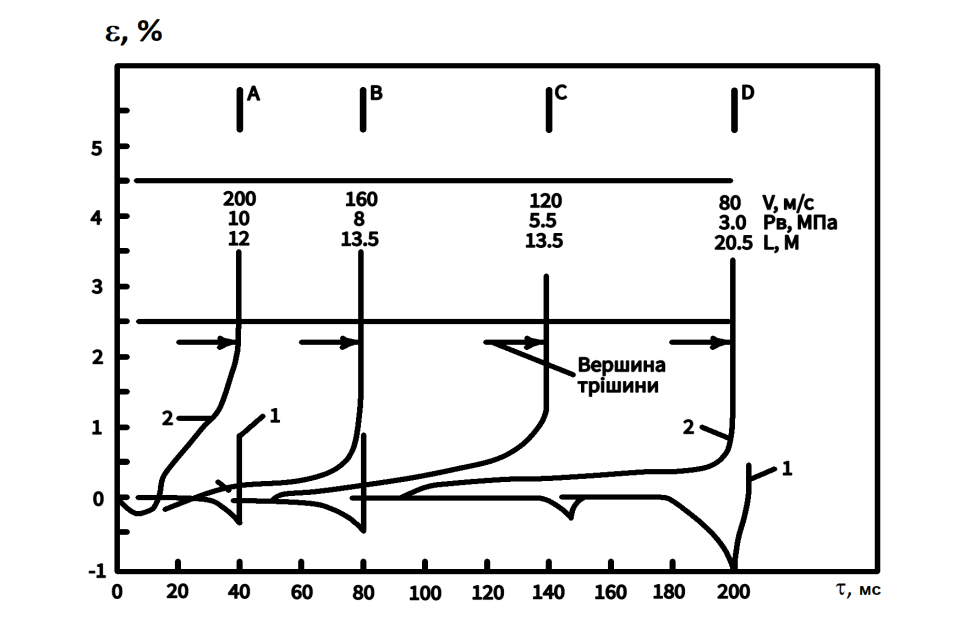 ε, %
A B C D
5
200 160 120 80 V, м/с
4 10 8 5.5 3.0 Рв, МПа
12 13.5 13.5 20.5 L, М
3
2
Вершина
трішини
2 1
1 2
1
0
-1
0 20 40 60 80 100 120 140 160 180 200 τ, мс